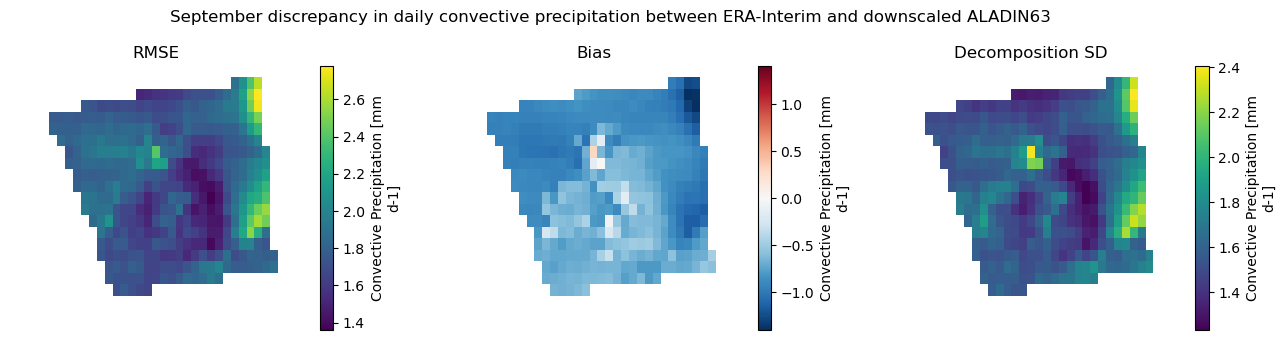 September discrepancy in daily convective precipitation between ERA-Interim and downscaled ALADIN63
RMSE
2.6
2.4
2.2
2.0
1.8
1.6
1.4
Convective Precipitation [mm
d-1]
Bias
1.0
0.5
0.0
−0.5
−1.0
Convective Precipitation [mm
d-1]
Decomposition SD
2.4
2.2
2.0
1.8
1.6
1.4
Convective Precipitation [mm
d-1]